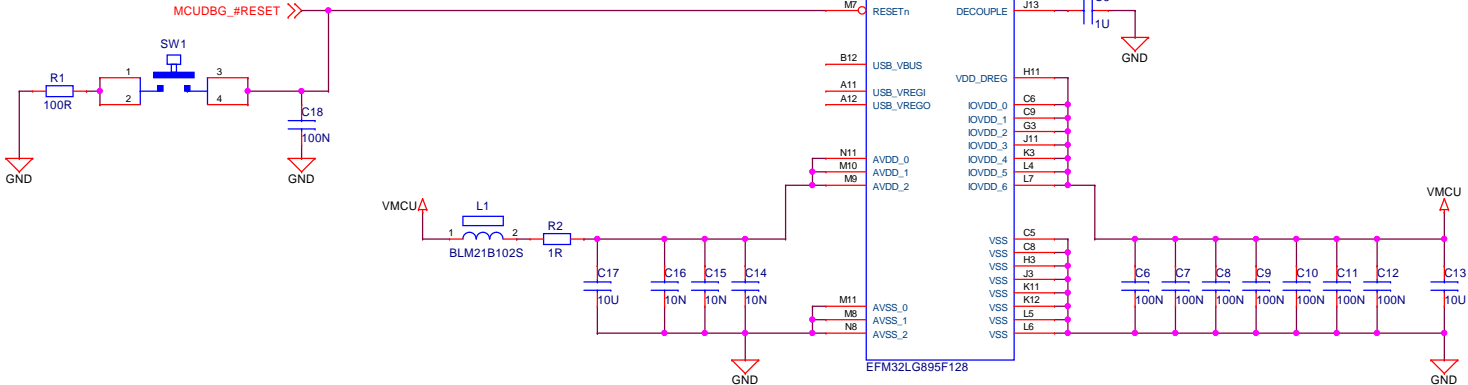 MCUDBG_#RESET
M7
RESETn
DECOUPLE
J13
1U
GND
SW1
R1
100R
1
2
3
4
C18
100N
GND
GND
B12
USB_VBUS
A11
USB_VREGI
A12
USB_VREGO
VDD_DREG
H11
IOVDD_0
C6
IOVDD_1
C9
IOVDD_2
G3
IOVDD_3
J11
IOVDD_4
K3
IOVDD_5
L4
IOVDD_6
L7
N11
AVDD_0
M10
AVDD_1
M9
AVDD_2
VMCU
L1
1
2
BLM21B102S
R2
1R
C17
10U
C16
10N
C15
10N
C14
10N
M11
AVSS_0
M8
AVSS_1
N8
AVSS_2
GND
VSS
C5
VSS
C8
VSS
H3
VSS
J3
VSS
K11
VSS
K12
VSS
L5
VSS
L6
EFM32LG895F128
VMCU
C6
100N
C7
100N
C8
100N
C9
100N
C10
100N
C11
100N
C12
100N
C13
10U
GND